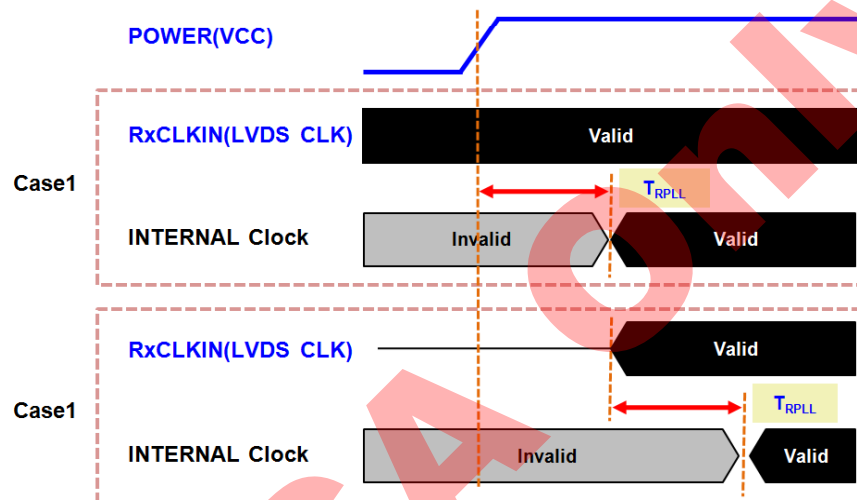 POWER(VCC)
RxCLKIN(LVDS CLK)
Valid
Case1
TRPLL
INTERNAL Clock
Invalid
Valid
RxCLKIN(LVDS CLK)
Valid
Case1
TRPLL
INTERNAL Clock
Invalid
Valid
Only